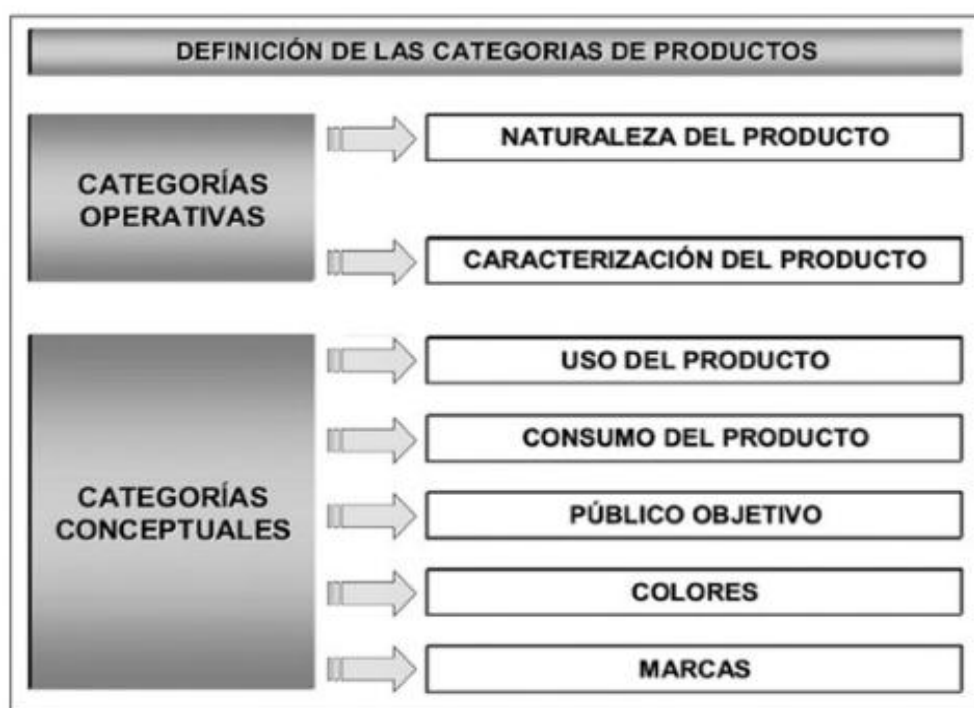 DEFINICIÓN DE LAS CATEGORIAS DE PRODUCTOS
CATEGORÍAS
OPERATIVAS
NATURALEZA DEL PRODUCTO
CARACTERIZACIÓN DEL PRODUCTO
CATEGORÍAS
CONCEPTUALES
USO DEL PRODUCTO
CONSUMO DEL PRODUCTO
PÚBLICO OBJETIVO
COLORES
MARCAS